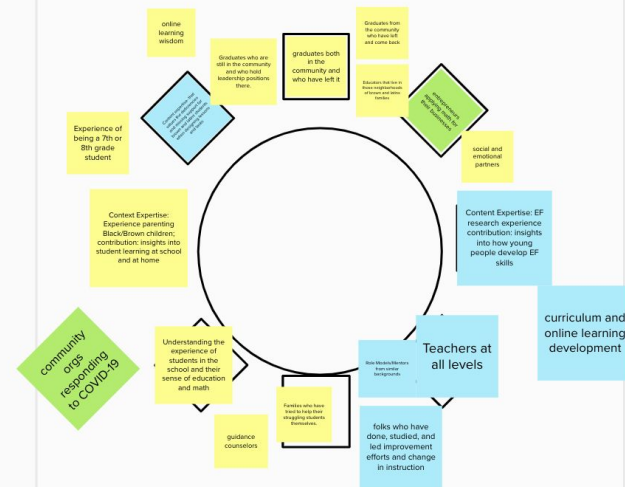 online
learning
wisdom
Graduates who are
still in the community
and who hold
leadership positions
there.
graduates both
in the
community and
who have left it
Graduates from
the community
who have left
and come back
Educators that live in
those neighborhoods
of brown and latinx
families
entrepreneurs
applying math for
their businesses
social and
emotional
partners
Experience of
being a 7th or
8th grade
student
Context Expertise:
Experience parenting
Black/Brown children;
contribution: insights into
student learning at school
and at home
Content Expertise: EF
research experience
contribution: insights
into how young
people develop EF
skills
curriculum and
online learning
development
community
orgs
responding
to COVID-19
Understanding the
experience of
students in the
school and their
sense of education
and math
Role Models/Mentors
from similar
backgrounds
Teachers at
all levels
Families who have
tried to help their
struggling students
themselves.
guidance
counselors
folks who have
done, studied, and
led improvement
efforts and change
in instruction